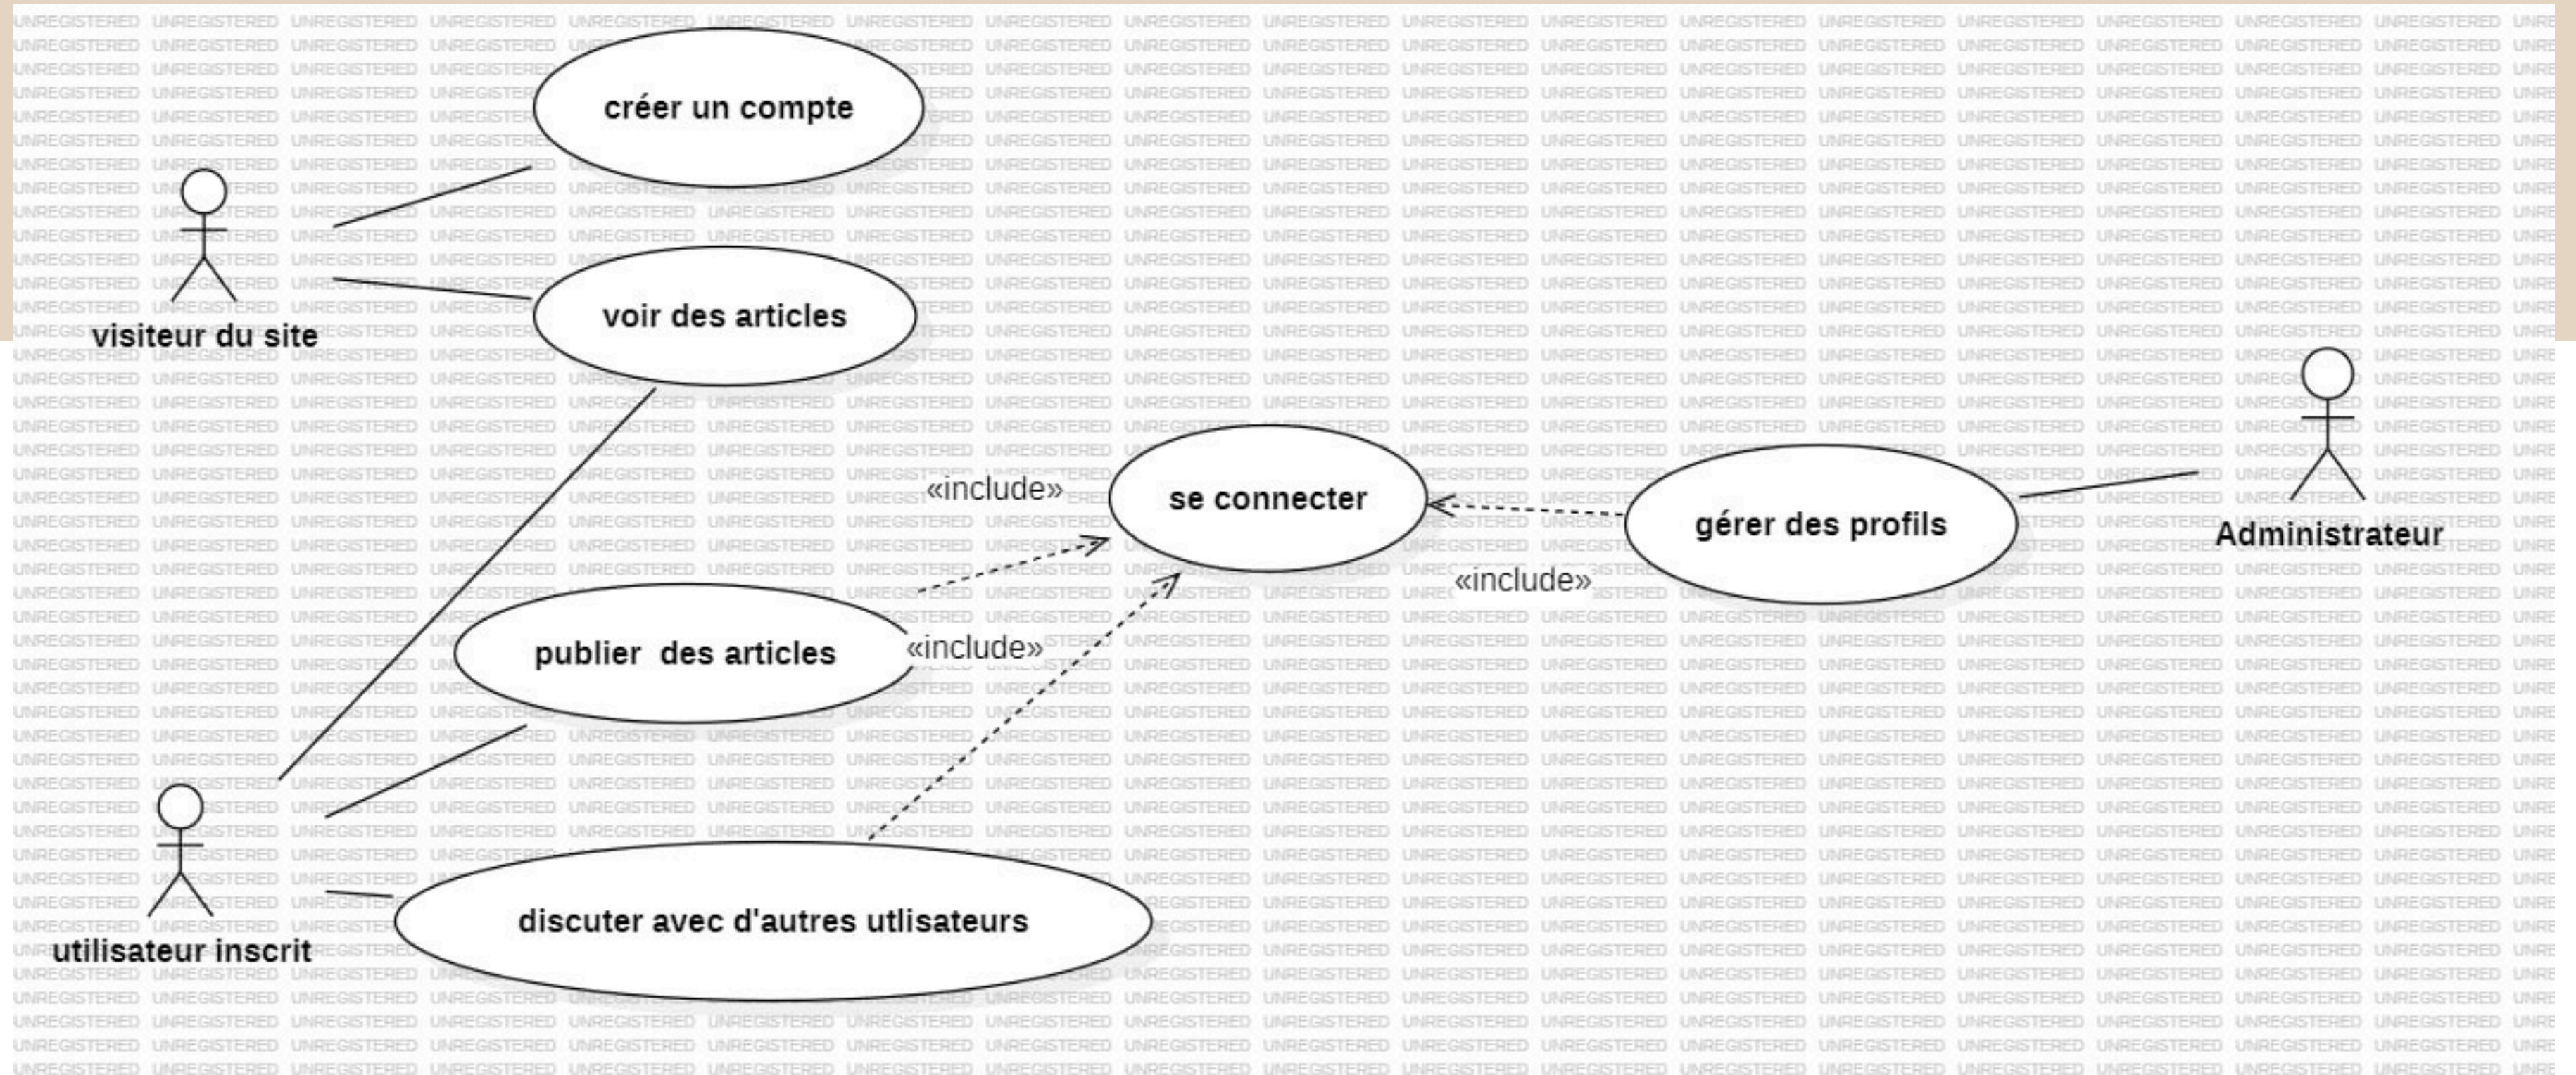 créer un compte
visiteur du site
voir des articles
«include»
se connecter
gérer des profils
Administrateur
«include»
publier  des articles
«include»
discuter avec d'autres utlisateurs
utilisateur inscrit
UNREGISTERED